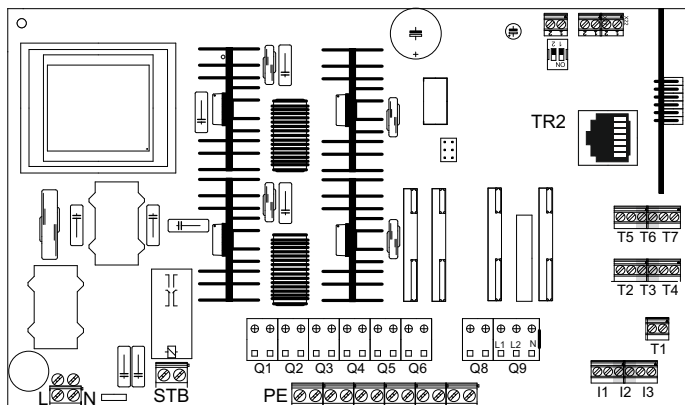 TR2
T5 T6 T7
T2 T3 T4
T1
L1 L2 N
Q1 Q2 Q3 Q4 Q5 Q6 Q8 Q9
I1 I2 I3
L N STB PE